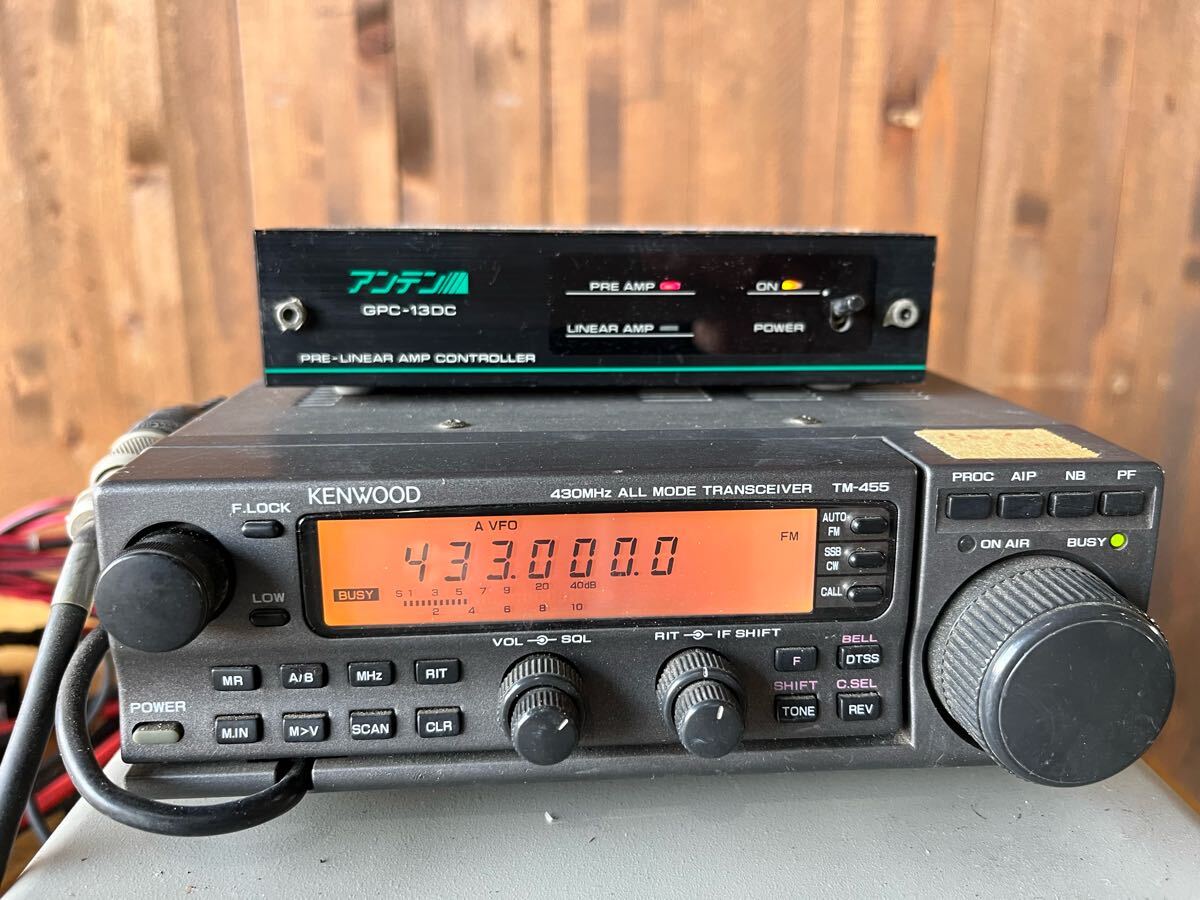 アンテン
GPC-13DC
PRE AMP
ON
LINEAR AMP
POWER
PRE-LINEAR AMP CONTROLLER
F.LOCK
KENWOOD
430MHz ALL MODE TRANSCEIVER TM-455
PROC AIP NB PF
A VFO
433.000.0
FM
AUTO
FM
SSB
CW
CALL
ON AIR
BUSY
BUSY
S 1 3 5 7 9 20 40dB
2 4 6 8 10
LOW
VOL SQL
RIT IF SHIFT
BELL
F
DTSS
MR
A/B
MHz
RIT
SHIFT
C.SEL
TONE
REV
POWER
M.IN
M>V
SCAN
CLR